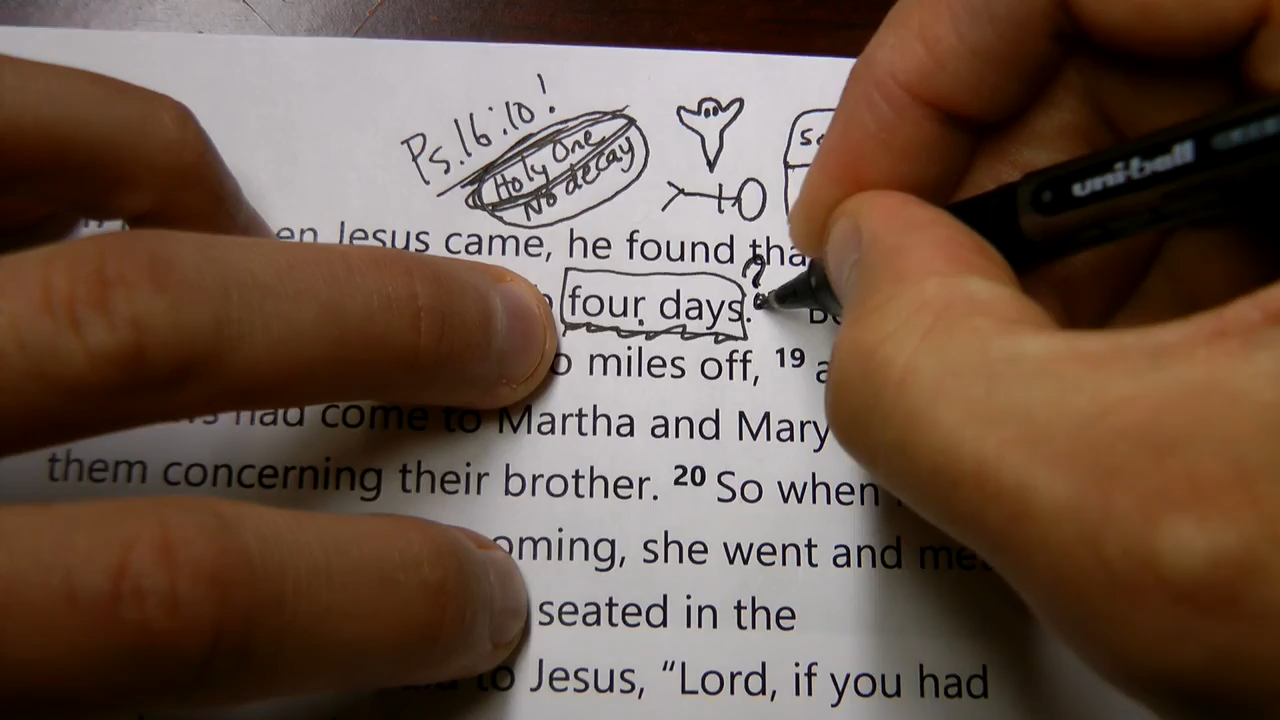 Ps.16:10!
Holy One
No decay
en Jesus came, he found tha
four days.?
miles off, 19 a
had come to Martha and Mary
them concerning their brother. 20 So when
oming, she went and me
seated in the
to Jesus, “Lord, if you had
uni-ball